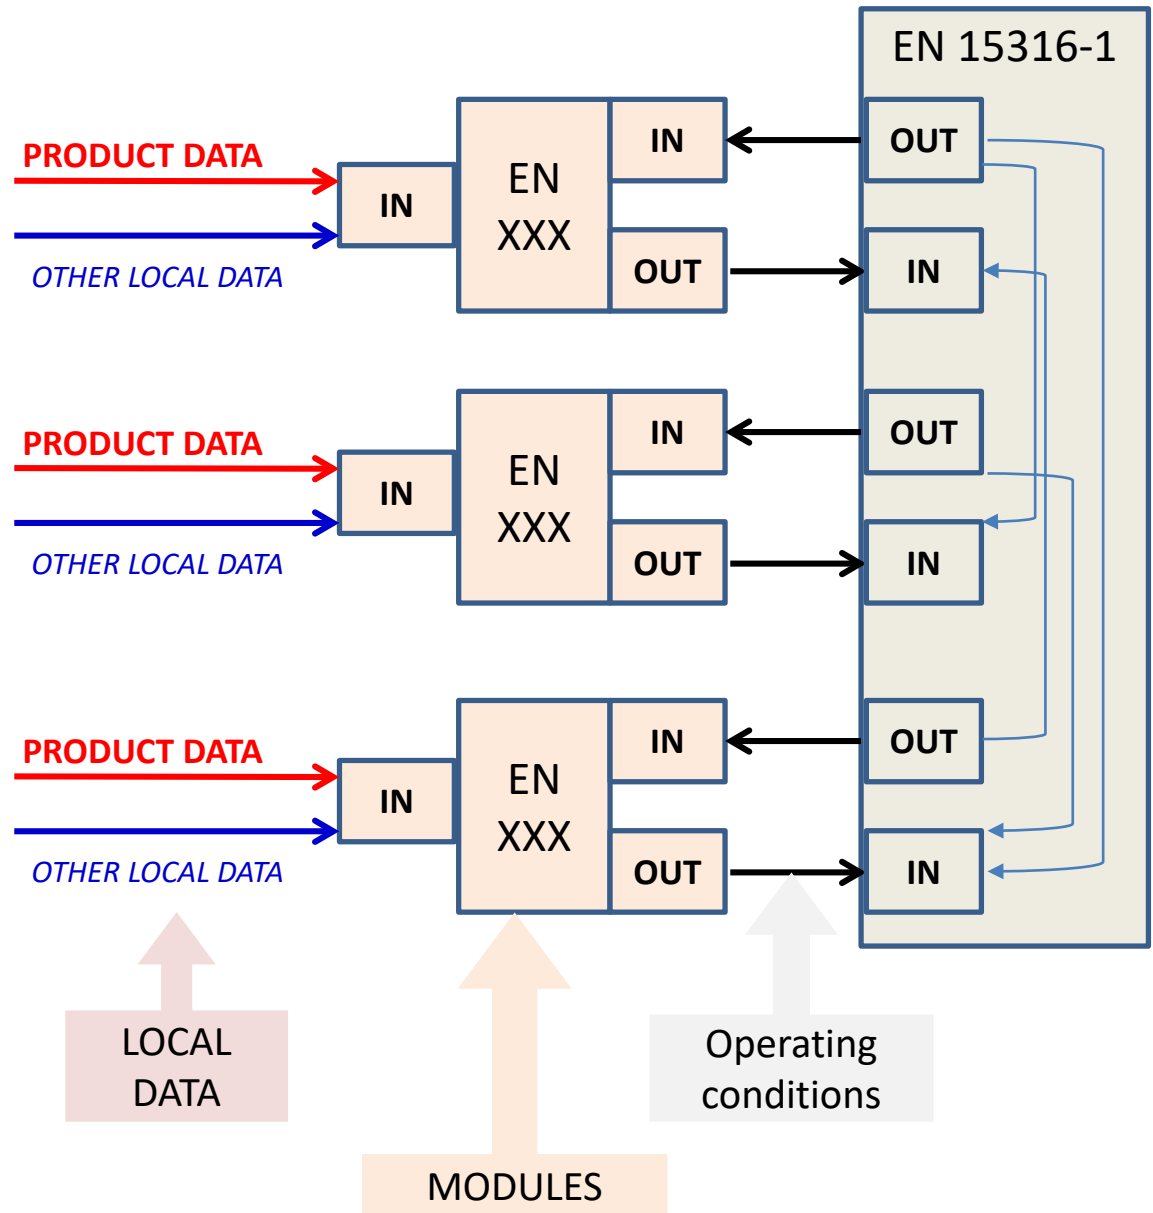 EN 15316-1
PRODUCT DATA
IN
EN
XXX
IN
OUT
OUT
IN
OTHER LOCAL DATA
PRODUCT DATA
IN
EN
XXX
IN
OUT
OUT
IN
OTHER LOCAL DATA
PRODUCT DATA
IN
EN
XXX
IN
OUT
OUT
IN
OTHER LOCAL DATA
LOCAL
DATA
Operating
conditions
MODULES